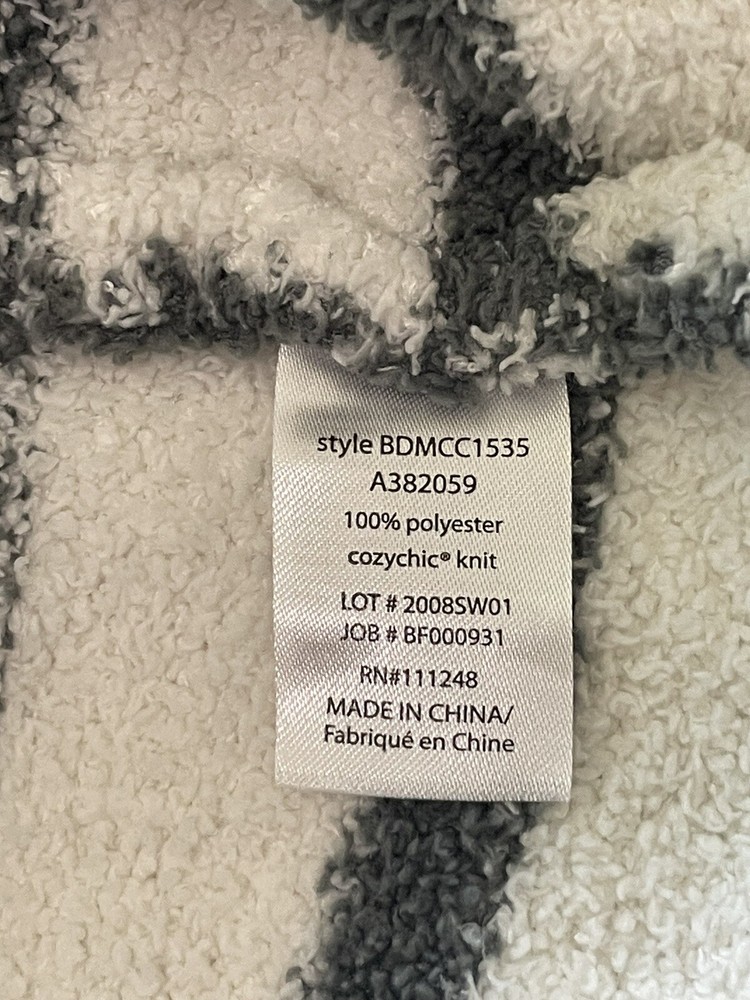 style BDMCC1535
A382059
100% polyester
cozychic® knit
LOT # 2008SW01
JOB # BF000931
RN#111248
MADE IN CHINA/
Fabriqué en Chine